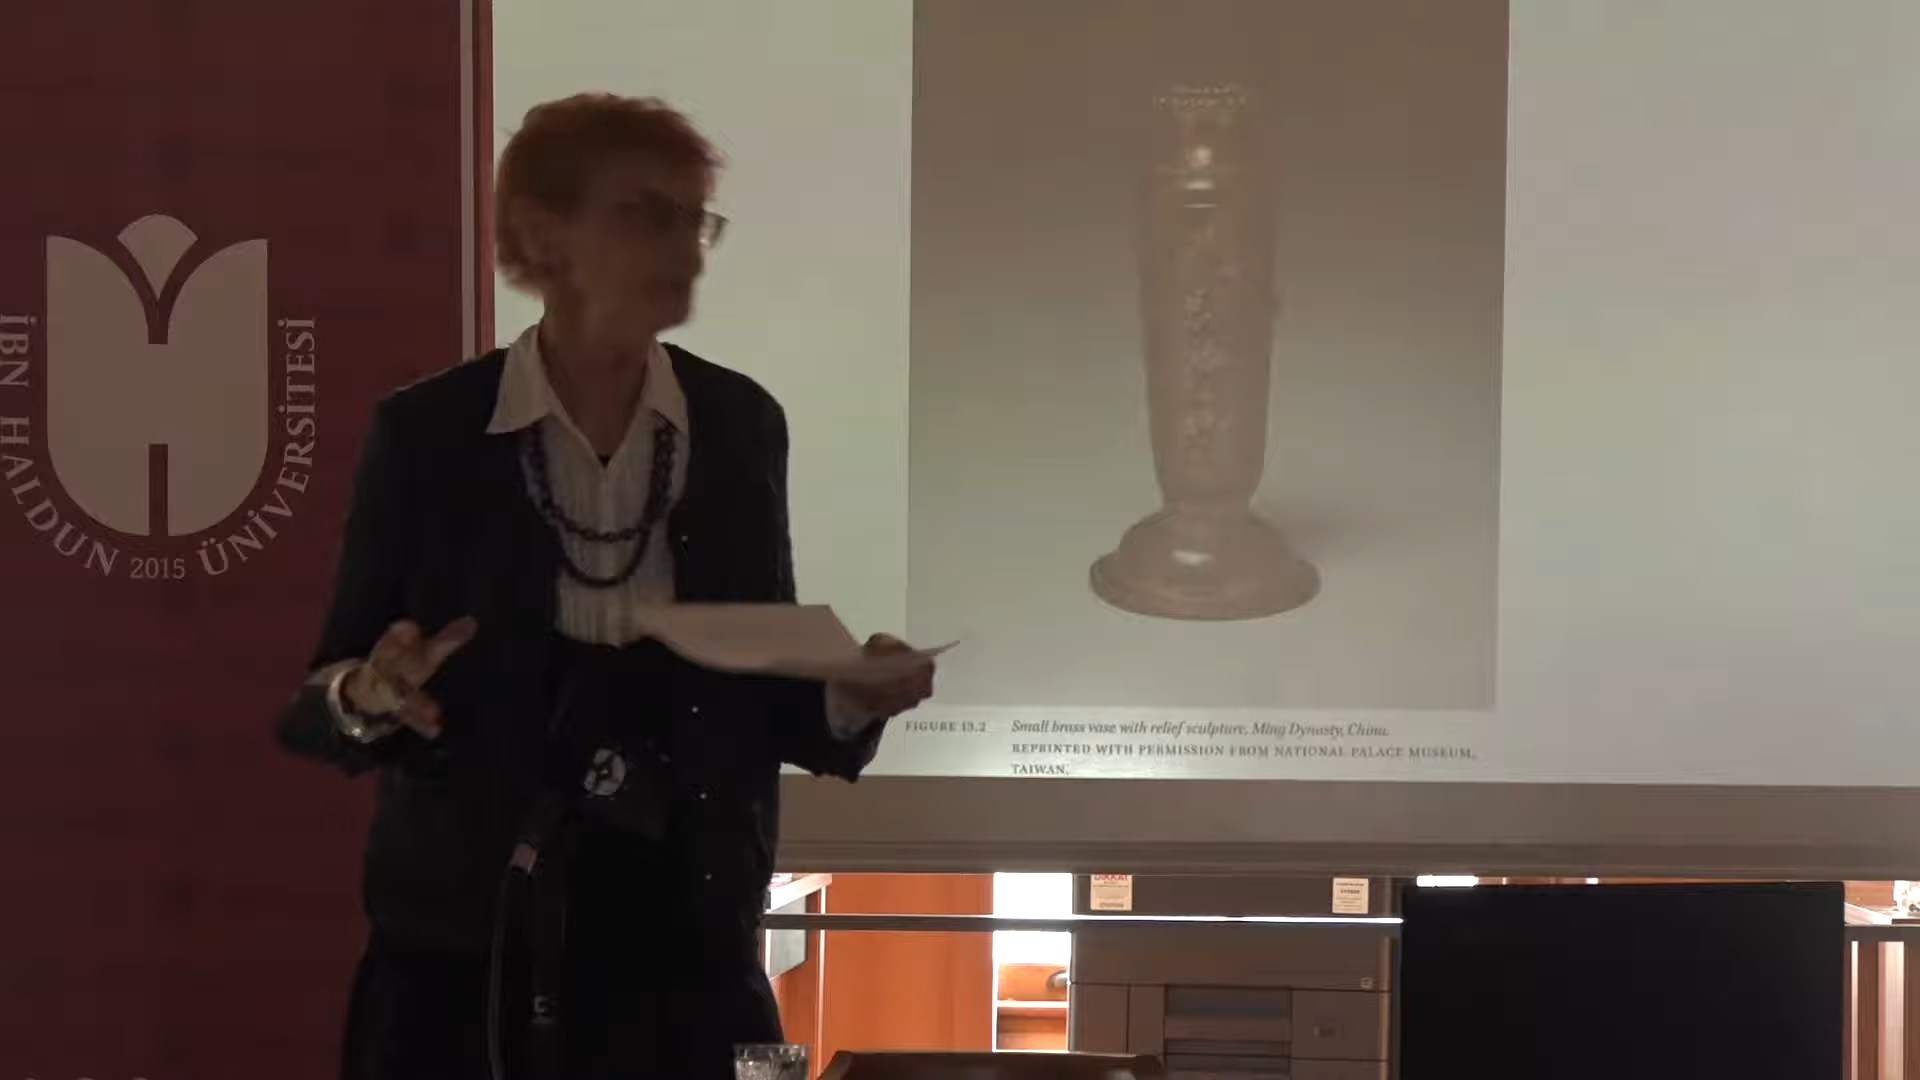 İBN HALDUN ÜNİVERSİTESİ
2015
FIGURE 13.2 Small brass vase with relief sculpture, Ming Dynasty, China.
REPRINTED WITH PERMISSION FROM NATIONAL PALACE MUSEUM,
TAIWAN.
DİKKAT